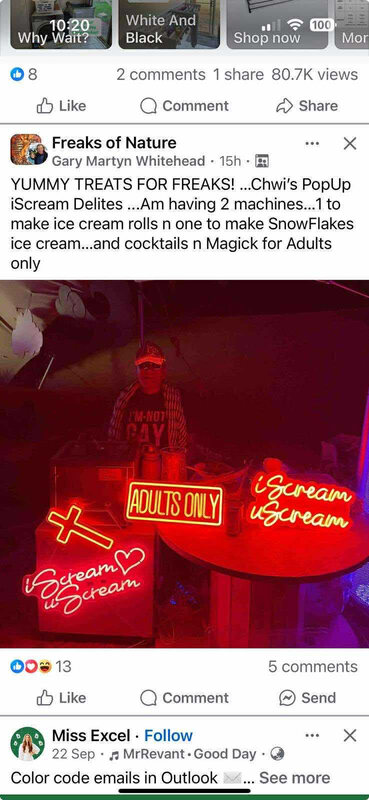 10:20
100
Why Wait?
White And
Black
Shop now
Mor
8
2 comments 1 share 80.7K views
Like
Comment
Share
Freaks of Nature
Gary Martyn Whitehead · 15h ·
YUMMY TREATS FOR FREAKS! ...Chwi's PopUp
iScream Delites ...Am having 2 machines...1 to
make ice cream rolls n one to make SnowFlakes
ice cream...and cocktails n Magick for Adults
only
I'M-NOT
GAY
ADULTS ONLY
iScream
uScream
iScream
uScream
13
5 comments
Like
Comment
Send
Miss Excel · Follow
22 Sep · ♫ MrRevant • Good Day ·
Color code emails in Outlook ✉️... See more